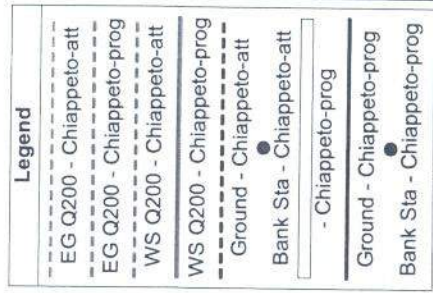 Legend
EG Q200 - Chiappeto-att
EG Q200 - Chiappeto-prog
WS Q200 - Chiappeto-att
WS Q200 - Chiappeto-prog
Ground - Chiappeto-att
Bank Sta - Chiappeto-att
- Chiappeto-prog
Ground - Chiappeto-prog
Bank Sta - Chiappeto-prog